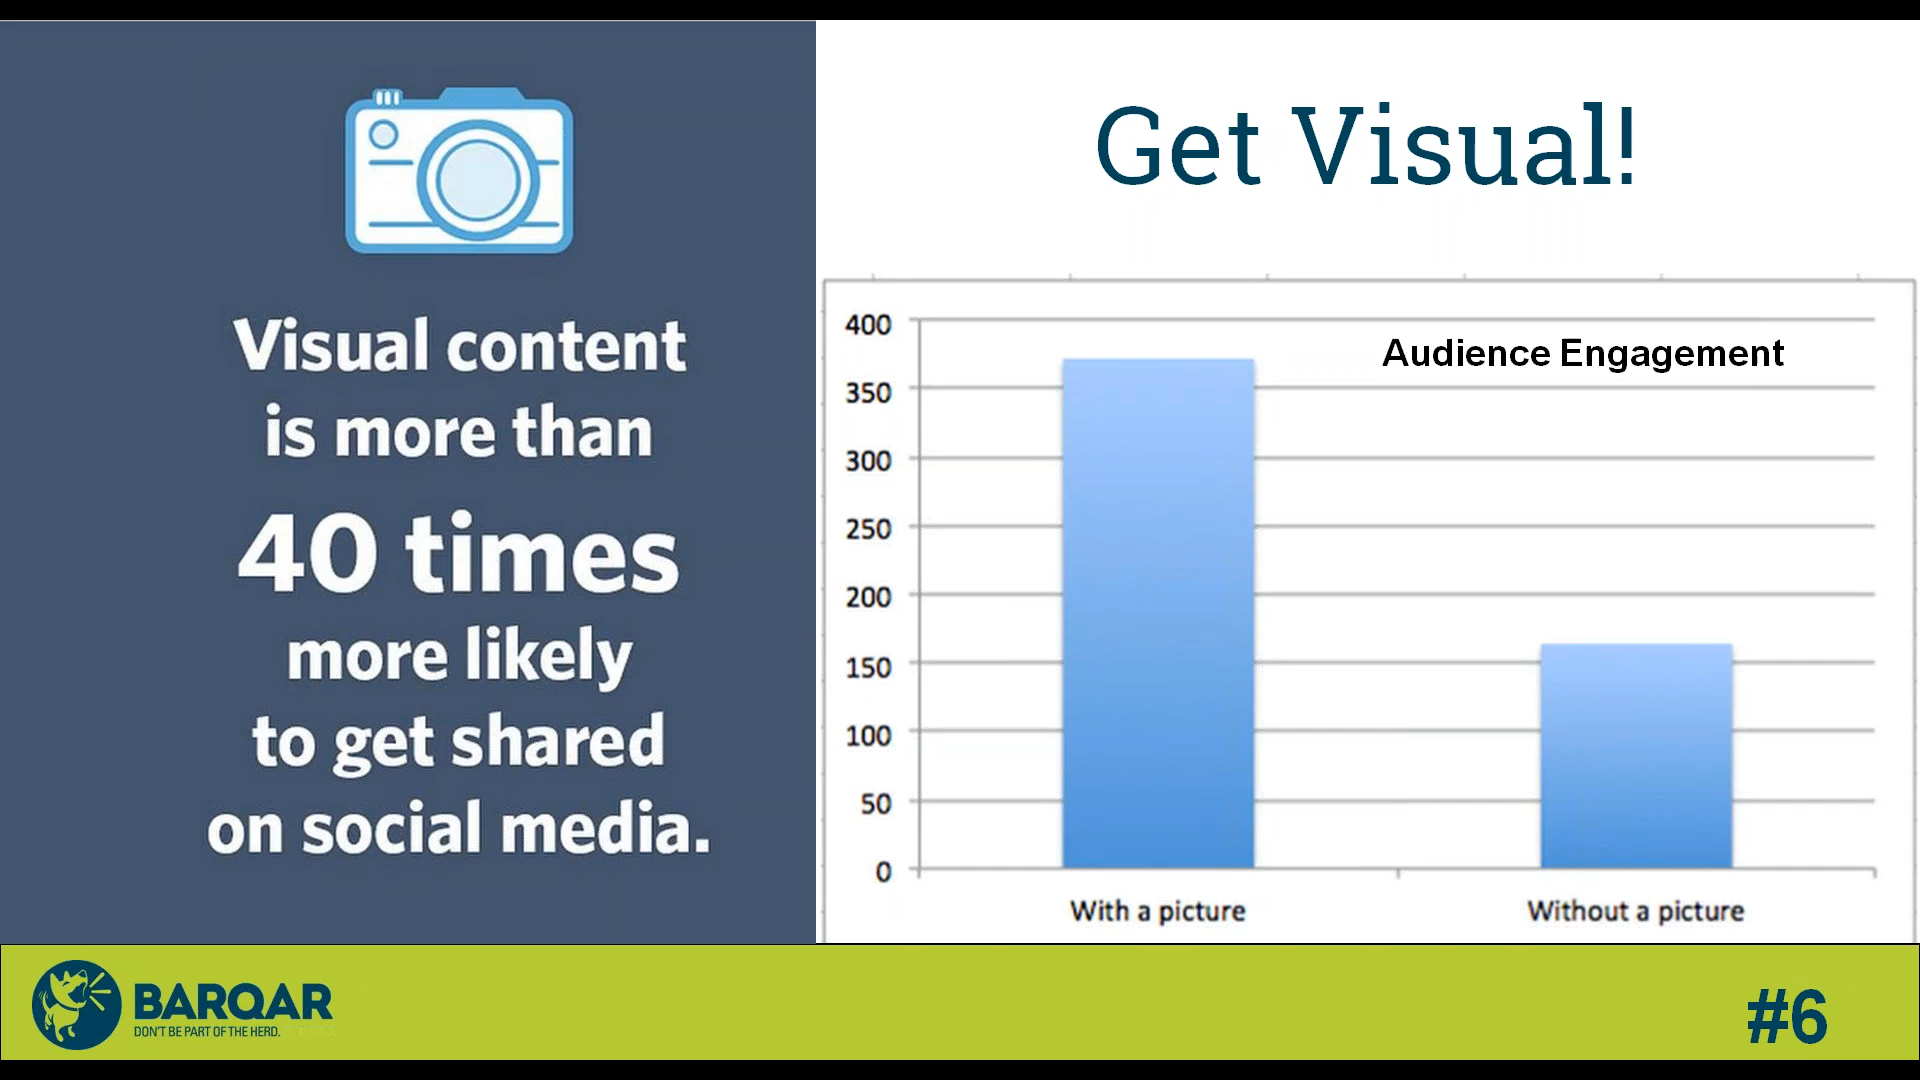 Visual content
is more than
40 times
more likely
to get shared
on social media.
Get Visual!
Audience Engagement
400
350
300
250
200
150
100
50
0
With a picture
Without a picture
BARQAR
DON'T BE PART OF THE HERD.
#6